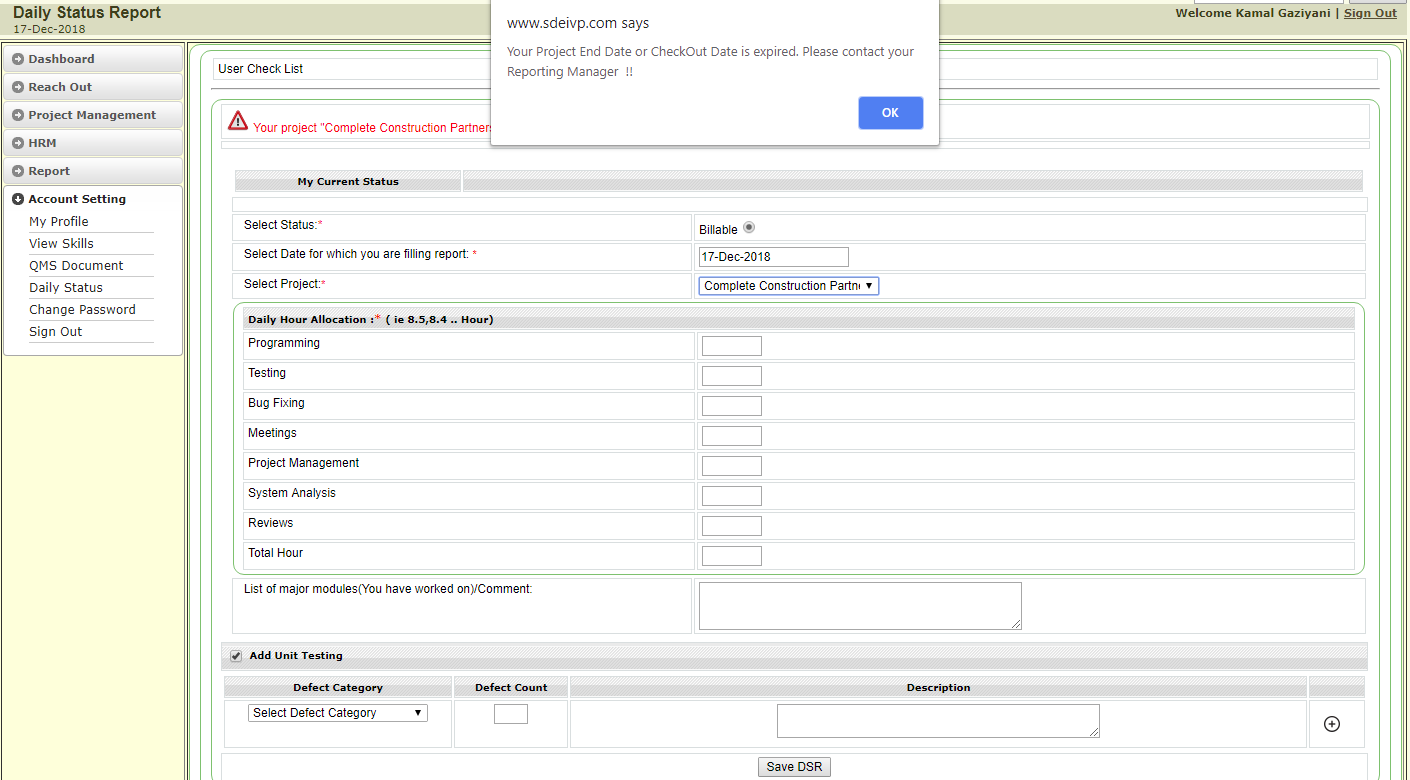 Daily Status Report
17-Dec-2018
Welcome Kamal Gaziyani | Sign Out
www.sdeivp.com says
Your Project End Date or CheckOut Date is expired. Please contact your
Reporting Manager !!
OK
Dashboard
Reach Out
Project Management
HRM
Report
Account Setting
My Profile
View Skills
QMS Document
Daily Status
Change Password
Sign Out
User Check List
Your project "Complete Construction Partners
My Current Status
Select Status:*
Billable
Select Date for which you are filling report: *
17-Dec-2018
Select Project:*
Complete Construction Partne
Daily Hour Allocation :* ( ie 8.5,8.4 .. Hour)
Programming
Testing
Bug Fixing
Meetings
Project Management
System Analysis
Reviews
Total Hour
List of major modules(You have worked on)/Comment:
Add Unit Testing
Defect Category Defect Count Description
Select Defect Category
Save DSR